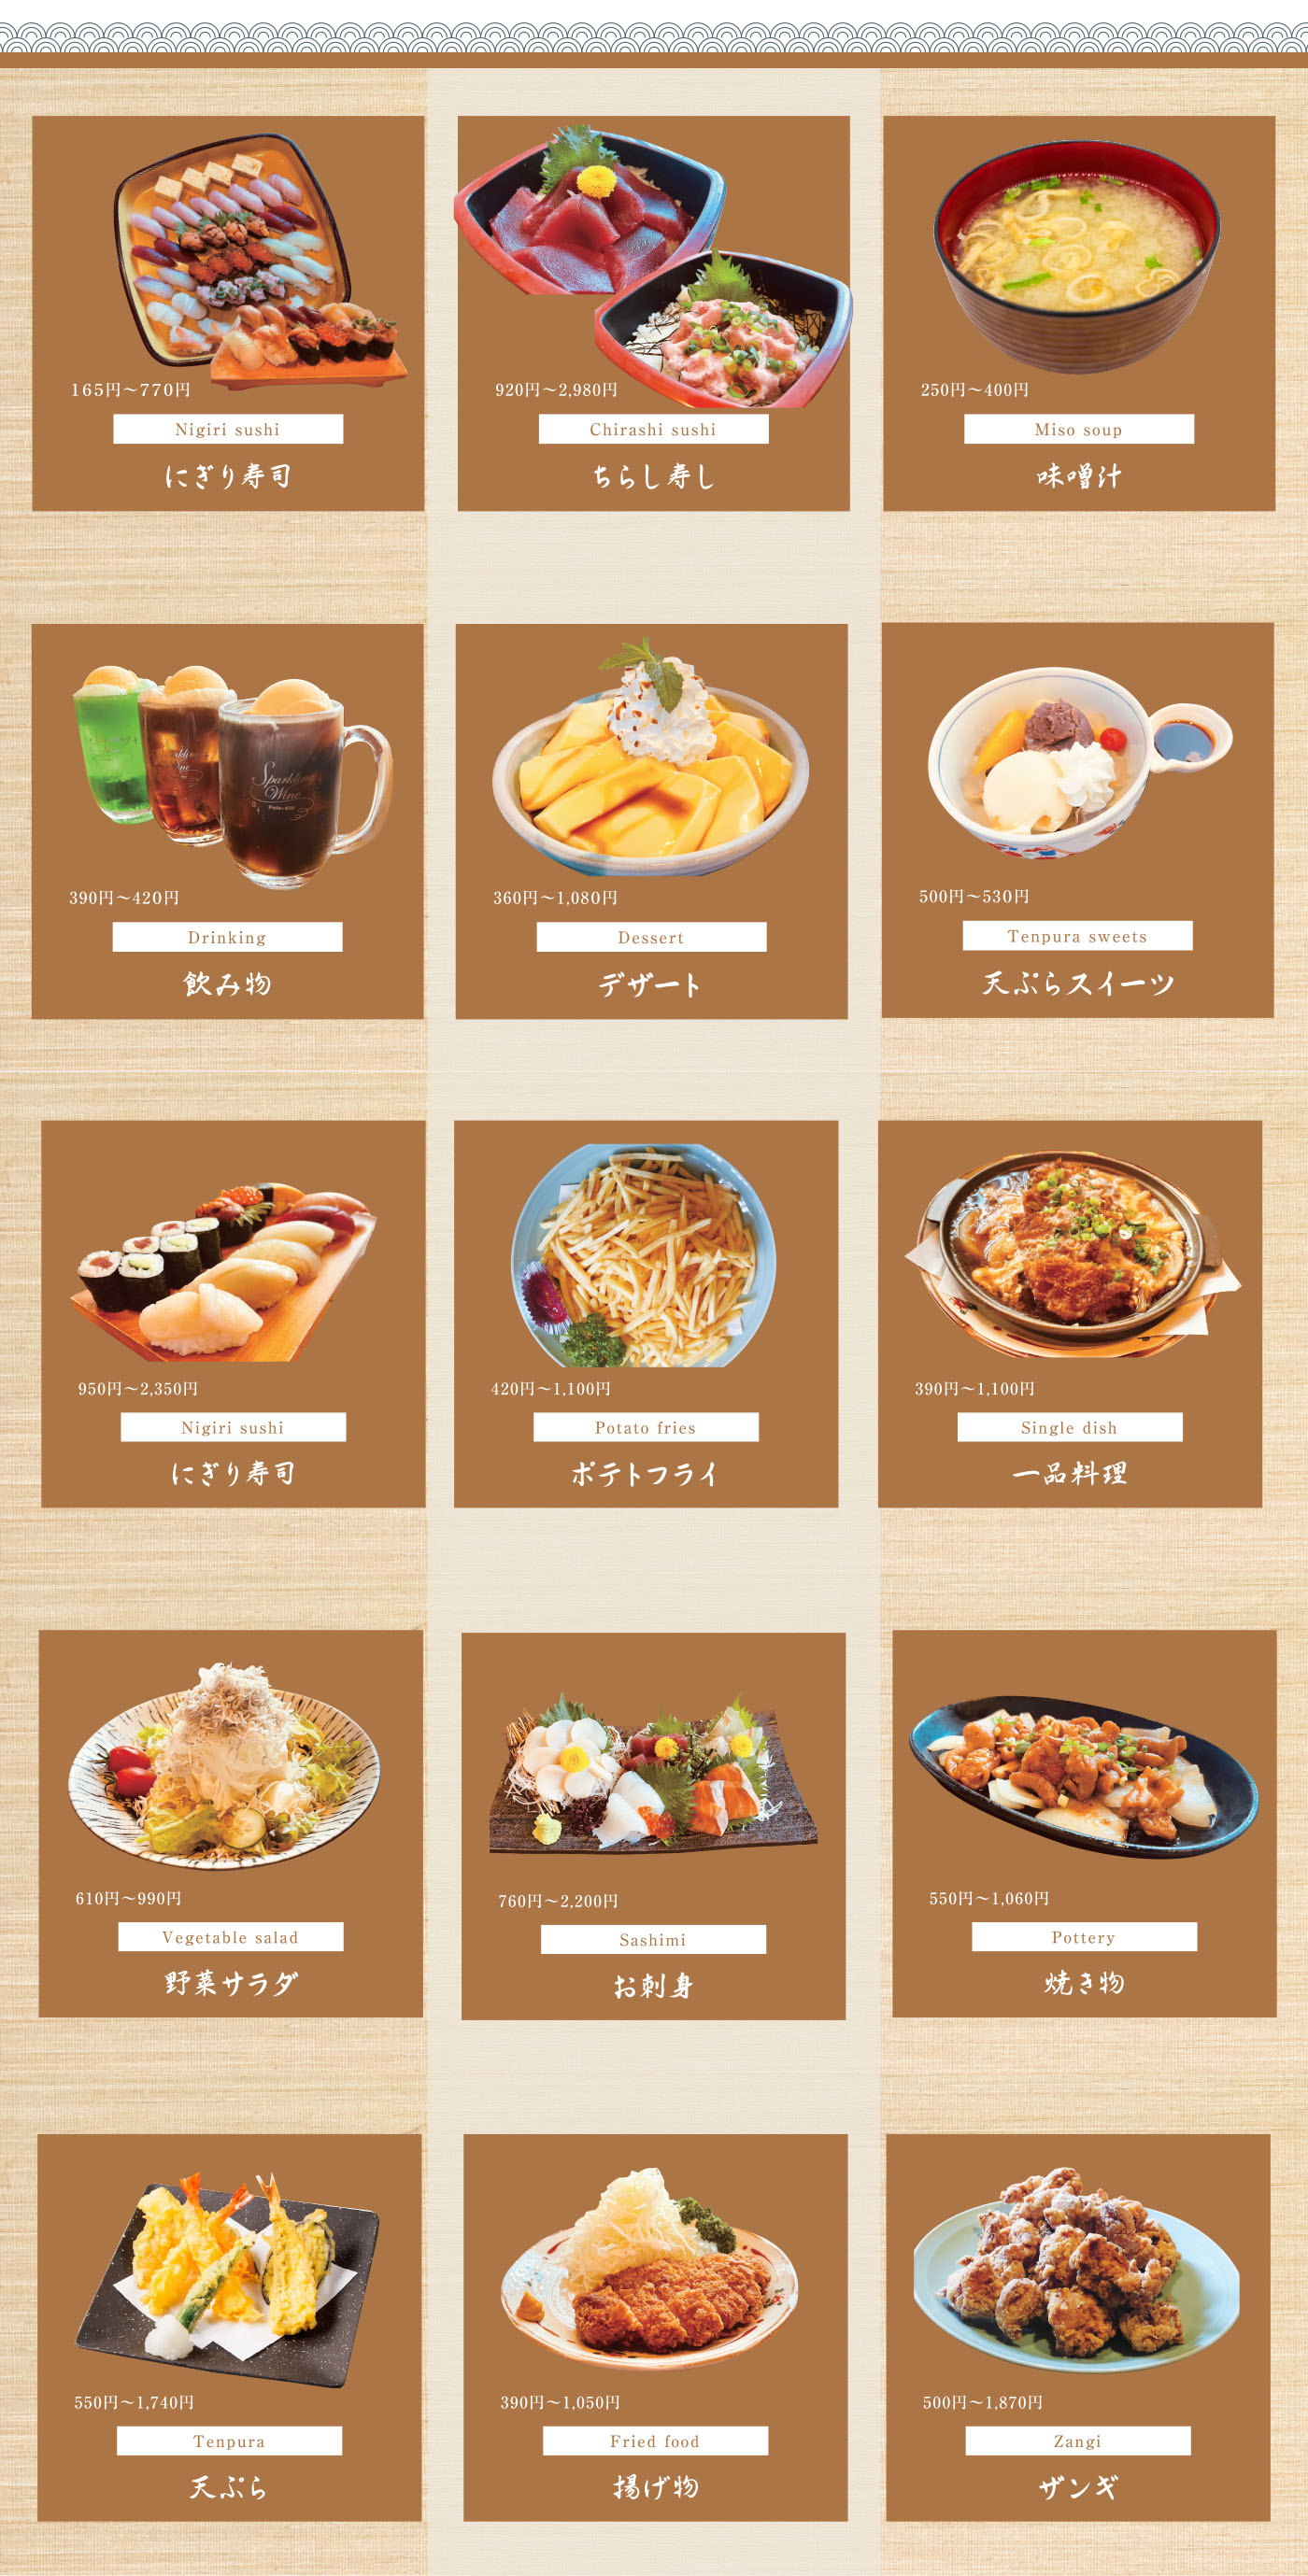 165円～770円
Nigiri sushi
にぎり寿司
920円～2,980円
Chirashi sushi
ちらし寿し
250円～400円
Miso soup
味噌汁
Sparkling
Wine
390円～420円
Drinking
飲み物
360円～1,080円
Dessert
デザート
500円～530円
Tenpura sweets
天ぷらスイーツ
950円～2,350円
Nigiri sushi
にぎり寿司
420円～1,100円
Potato fries
ポテトフライ
390円～1,100円
Single dish
一品料理
610円～990円
Vegetable salad
野菜サラダ
760円～2,200円
Sashimi
お刺身
550円～1,060円
Pottery
焼き物
550円～1,740円
Tenpura
天ぷら
390円～1,050円
Fried food
揚げ物
500円～1,870円
Zangi
ザンギ